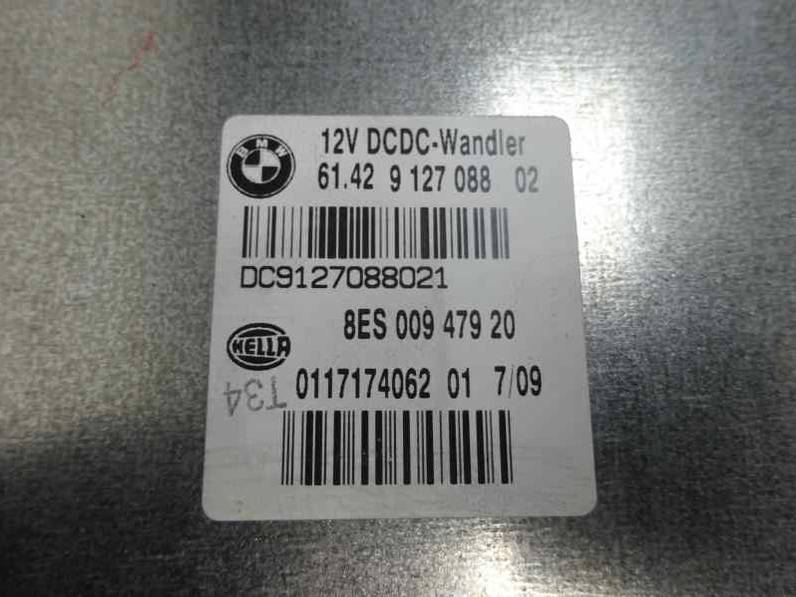 BMW
12V DCDC-Wandler
61.42 9 127 088 02
DC9127088021
8ES 009 479 20
HELLA
T34
0117174062 01 7/09